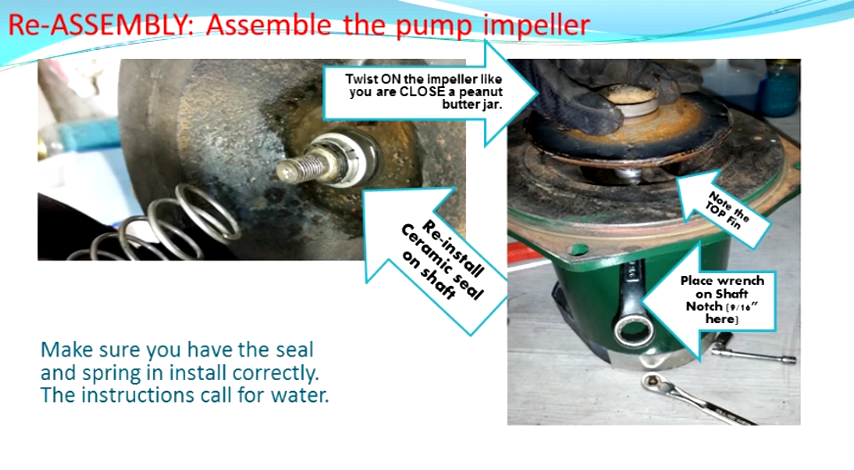 Re-ASSEMBLY: Assemble the pump impeller
Twist ON the impeller like
you are CLOSE a peanut
butter jar.
Re-install
Ceramic seal
on shaft
Note the
TOP Fin
Place wrench
on Shaft
Notch (9/16”
here)
Make sure you have the seal
and spring in install correctly.
The instructions call for water.